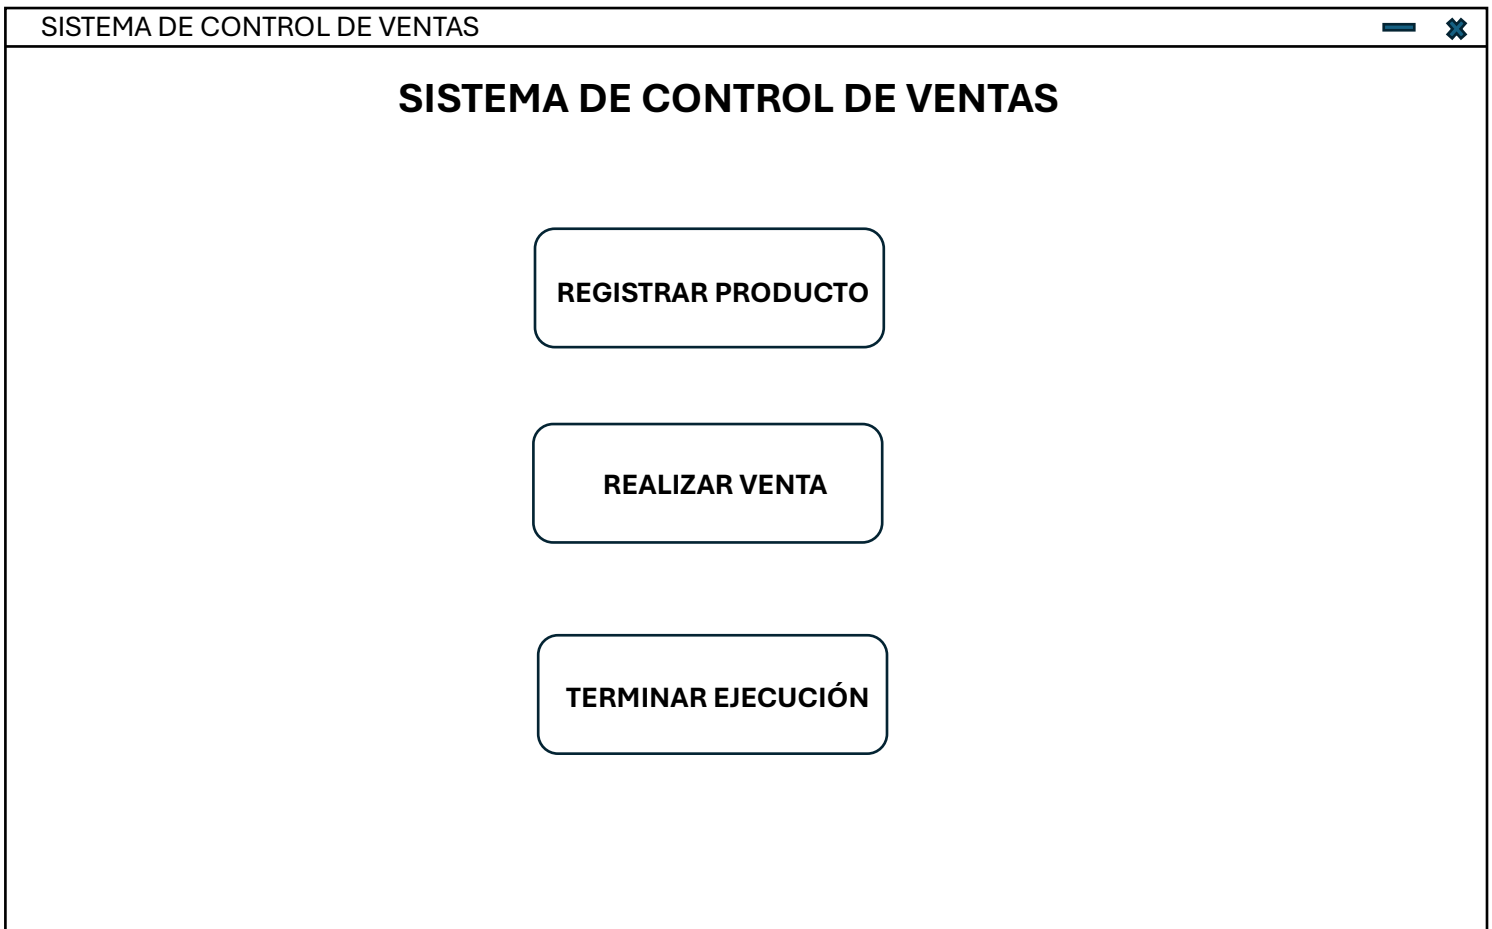 SISTEMA DE CONTROL DE VENTAS
SISTEMA DE CONTROL DE VENTAS
REGISTRAR PRODUCTO
REALIZAR VENTA
TERMINAR EJECUCIÓN